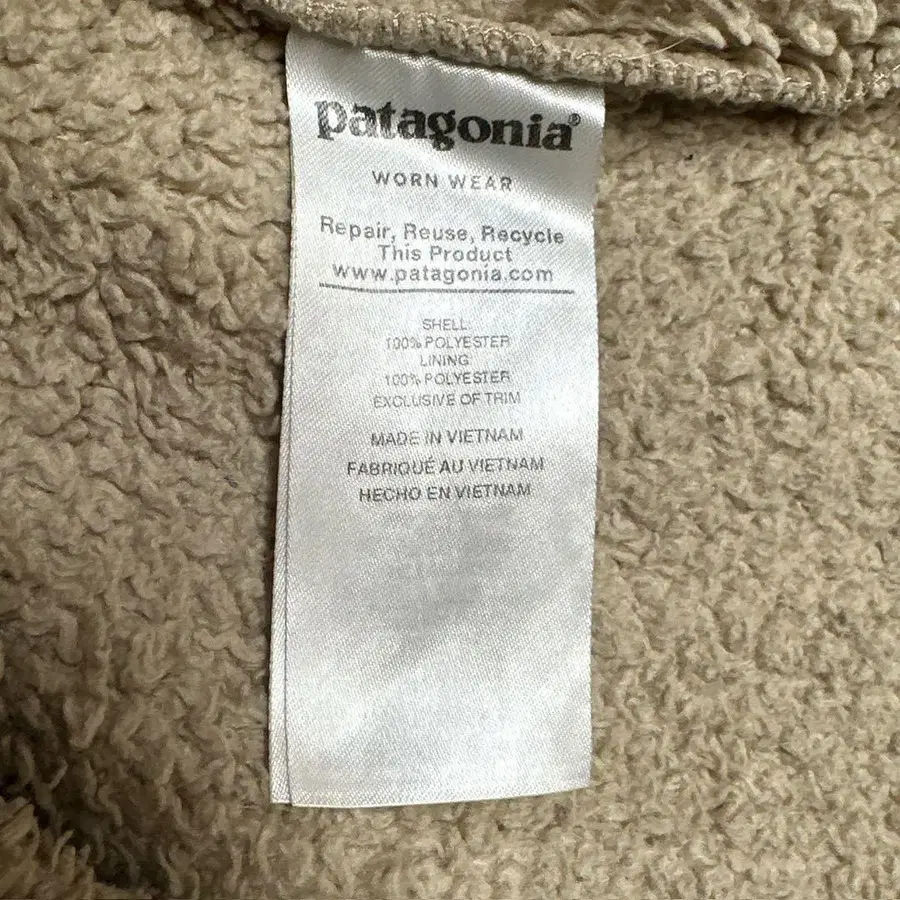 patagonia®
WORN WEAR
Repair, Reuse, Recycle
This Product
www.patagonia.com
SHELL:
100% POLYESTER
LINING
100% POLYESTER
EXCLUSIVE OF TRIM
MADE IN VIETNAM
FABRIQUÉ AU VIETNAM
HECHO EN VIETNAM